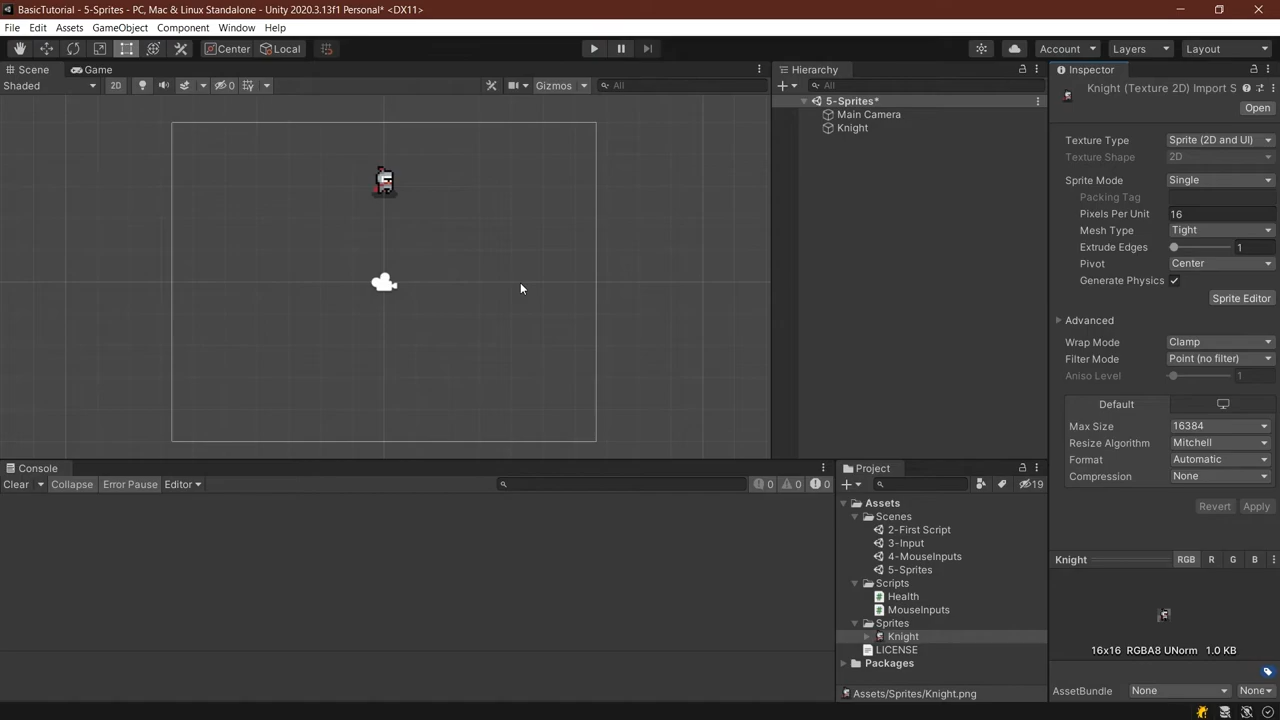 BasicTutorial - 5-Sprites - PC, Mac & Linux Standalone - Unity 2020.3.13f1 Personal* <DX11>
File Edit Assets GameObject Component Window Help
Center Local Account Layers Layout
Scene Game
Shaded 2D 0 Gizmos All
Hierarchy
All
5-Sprites*
Main Camera
Knight
Inspector
Knight (Texture 2D) Import S
Open
Texture Type Sprite (2D and UI)
Texture Shape 2D
Sprite Mode Single
Packing Tag
Pixels Per Unit 16
Mesh Type Tight
Extrude Edges 1
Pivot Center
Generate Physics
Sprite Editor
Advanced
Wrap Mode Clamp
Filter Mode Point (no filter)
Aniso Level 1
Default
Max Size 16384
Resize Algorithm Mitchell
Format Automatic
Compression None
Revert Apply
Knight RGB R G B
16x16 RGBA8 UNorm 1.0 KB
AssetBundle None None
Console
Clear Collapse Error Pause Editor 0 0 0
Project
19
Assets
Scenes
2-First Script
3-Input
4-MouseInputs
5-Sprites
Scripts
Health
MouseInputs
Sprites
Knight
LICENSE
Packages
Assets/Sprites/Knight.png